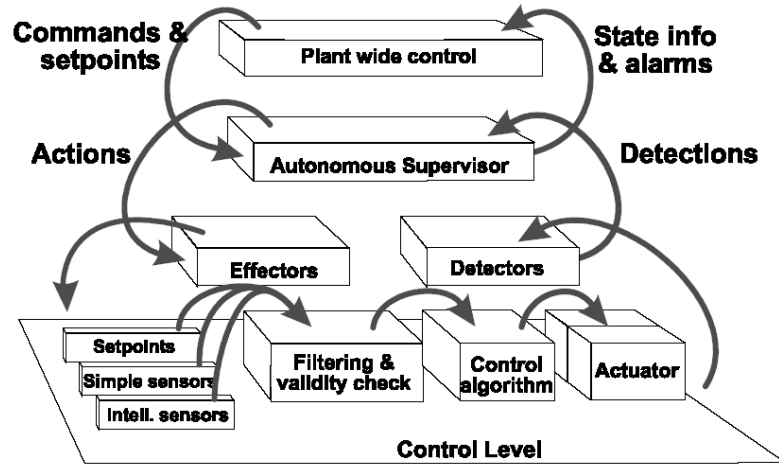 Commands &
setpoints
Plant wide control
State info
& alarms
Actions
Autonomous Supervisor
Detections
Effectors
Detectors
Setpoints
Simple sensors
Intell. sensors
Filtering &
validity check
Control
algorithm
Actuator
Control Level